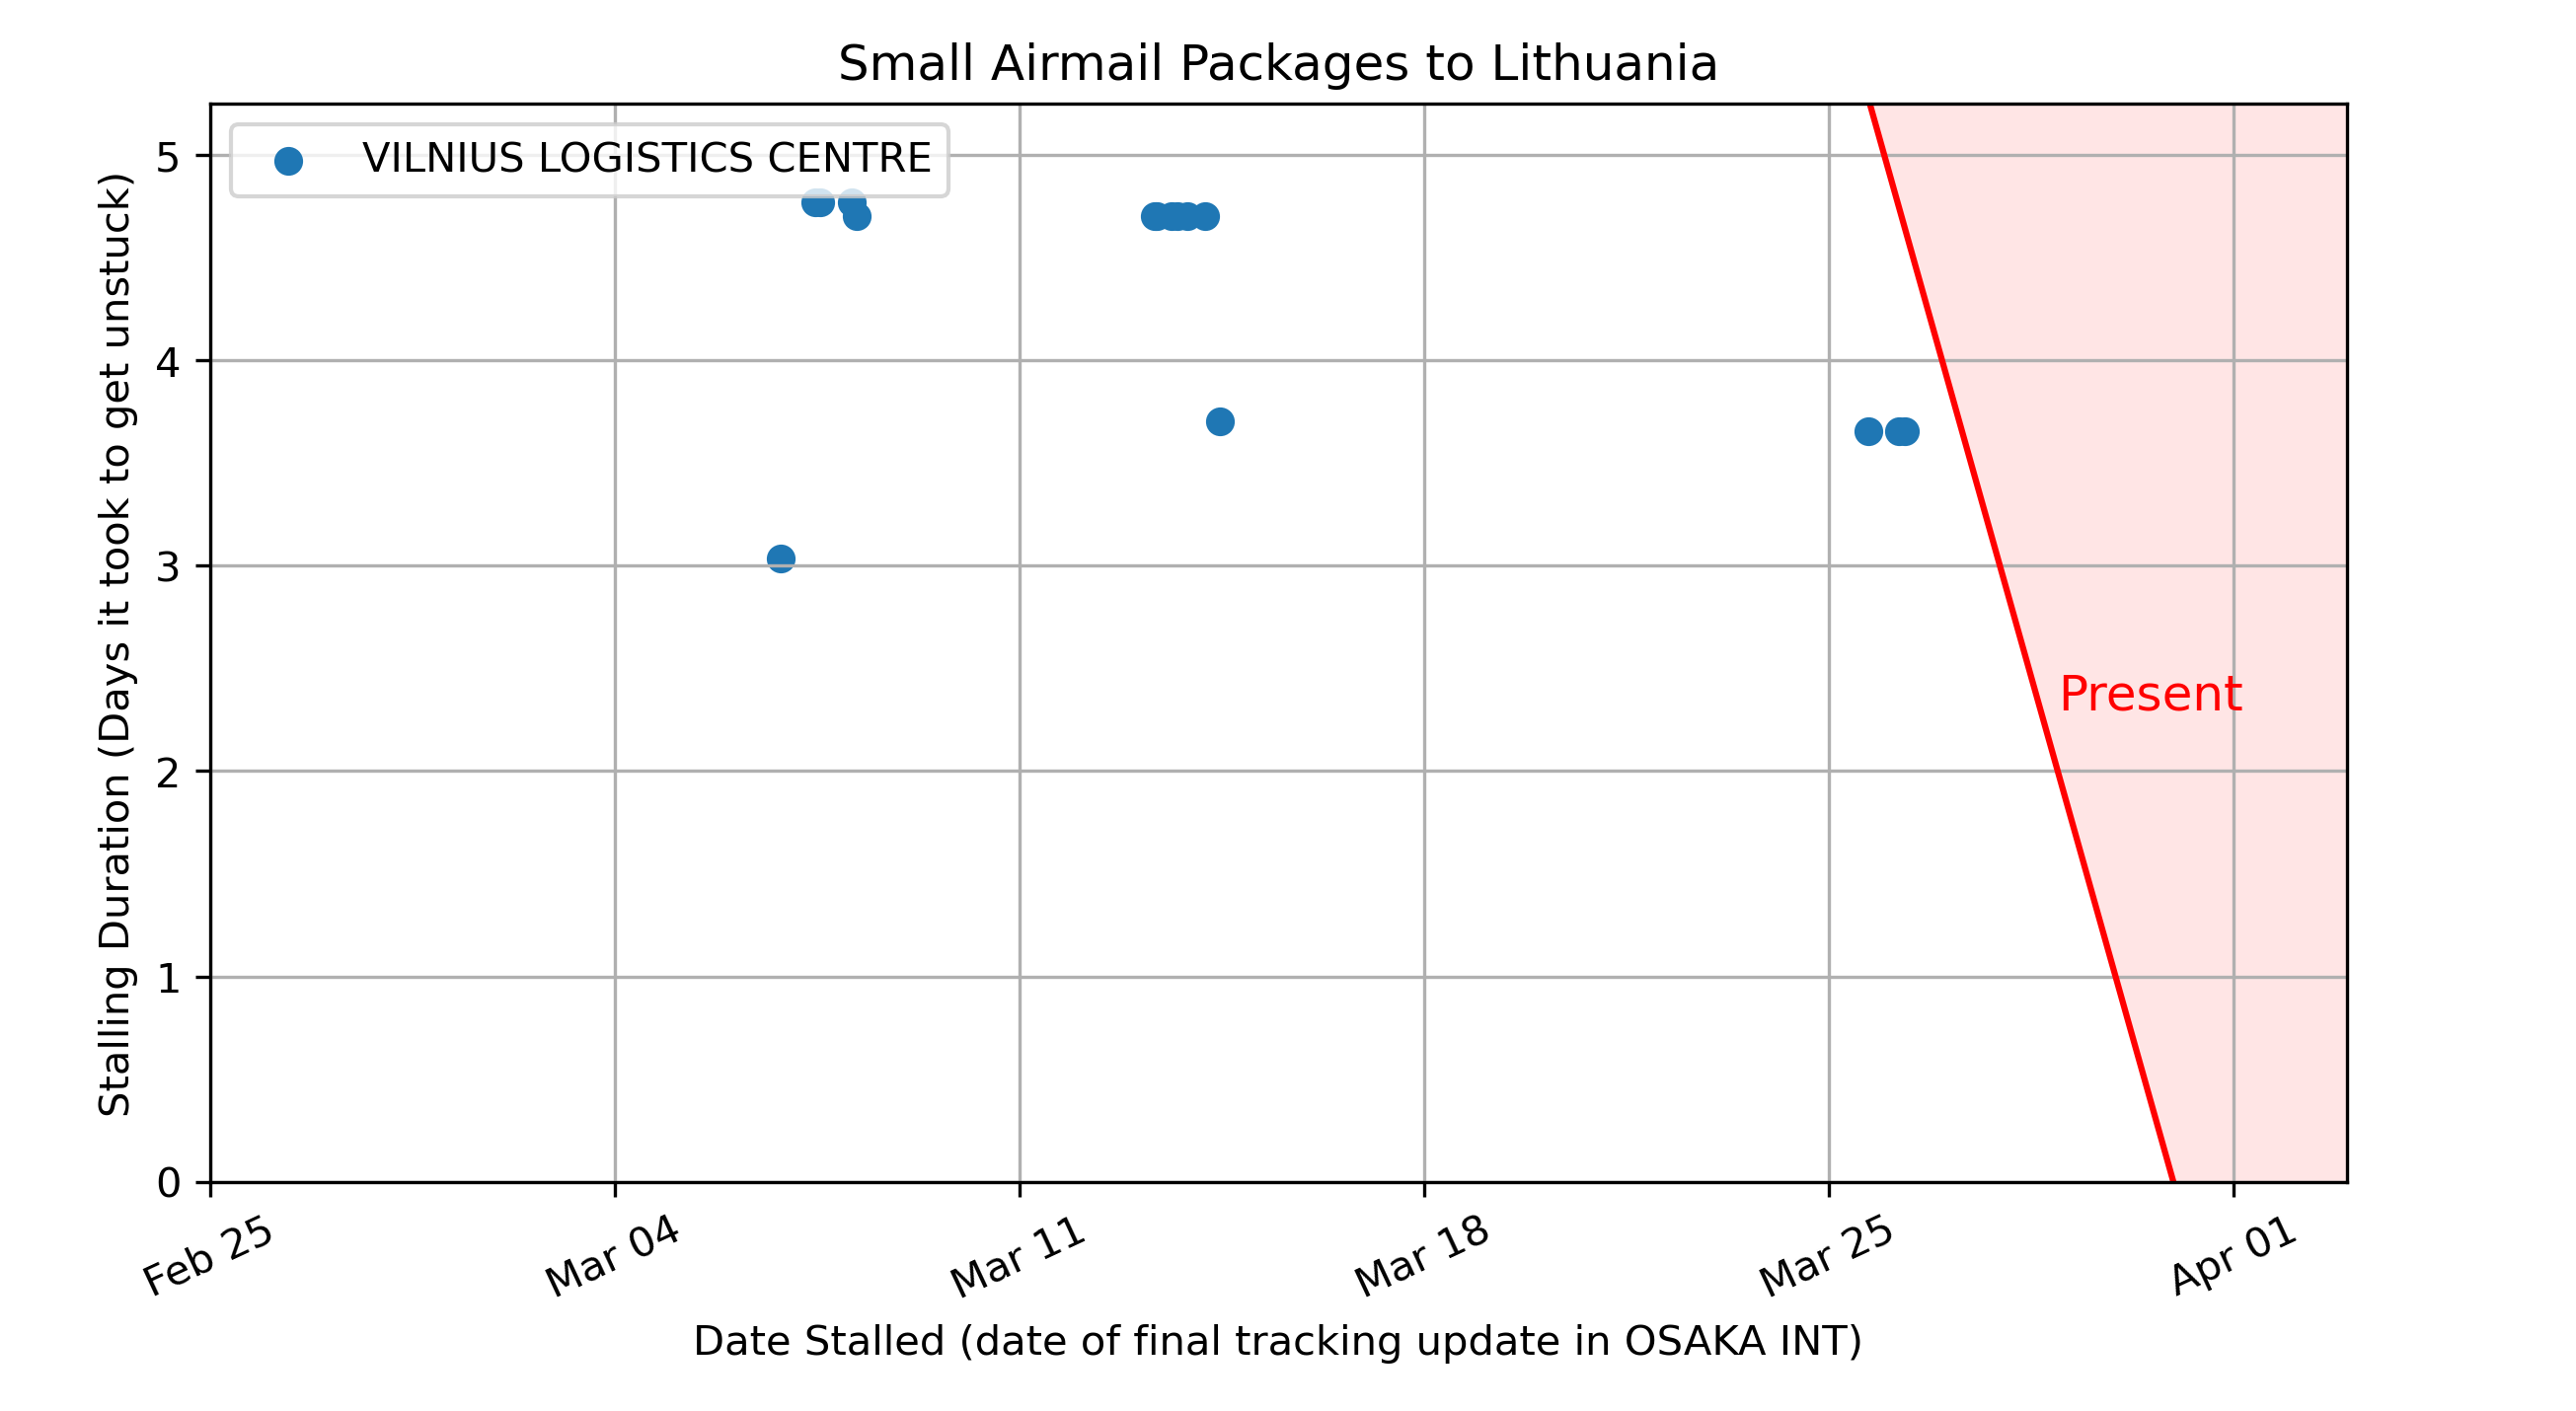 Small Airmail Packages to Lithuania
VILNIUS LOGISTICS CENTRE
Stalling Duration (Days it took to get unstuck)
5
4
3
2
1
0
Present
Feb 25
Mar 04
Mar 11
Mar 18
Mar 25
Apr 01
Date Stalled (date of final tracking update in OSAKA INT)